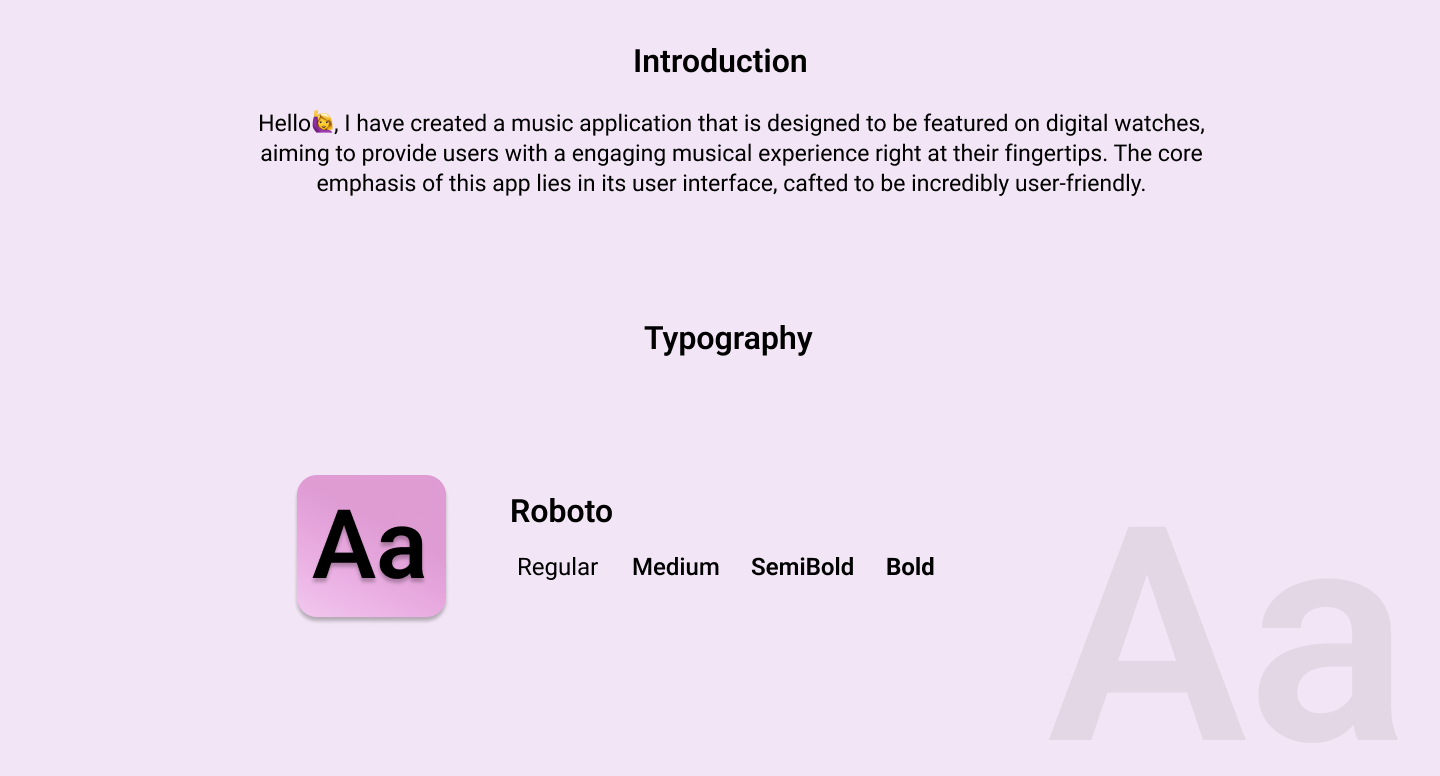 Introduction
Hello🙋‍♀️, I have created a music application that is designed to be featured on digital watches,
aiming to provide users with a engaging musical experience right at their fingertips. The core
emphasis of this app lies in its user interface, cafted to be incredibly user-friendly.
Typography
Aa
Roboto
Regular Medium SemiBold Bold
Aa